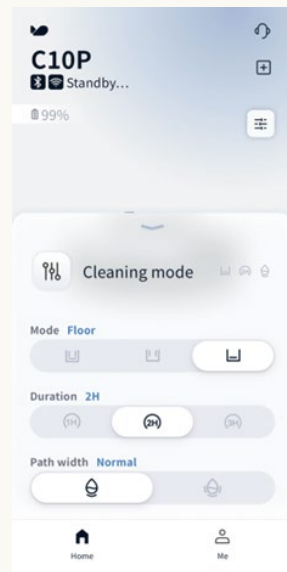 C10P
Standby...
99%
Cleaning mode
Mode Floor
Duration 2H
1H 2H 3H
Path width Normal
Home Me